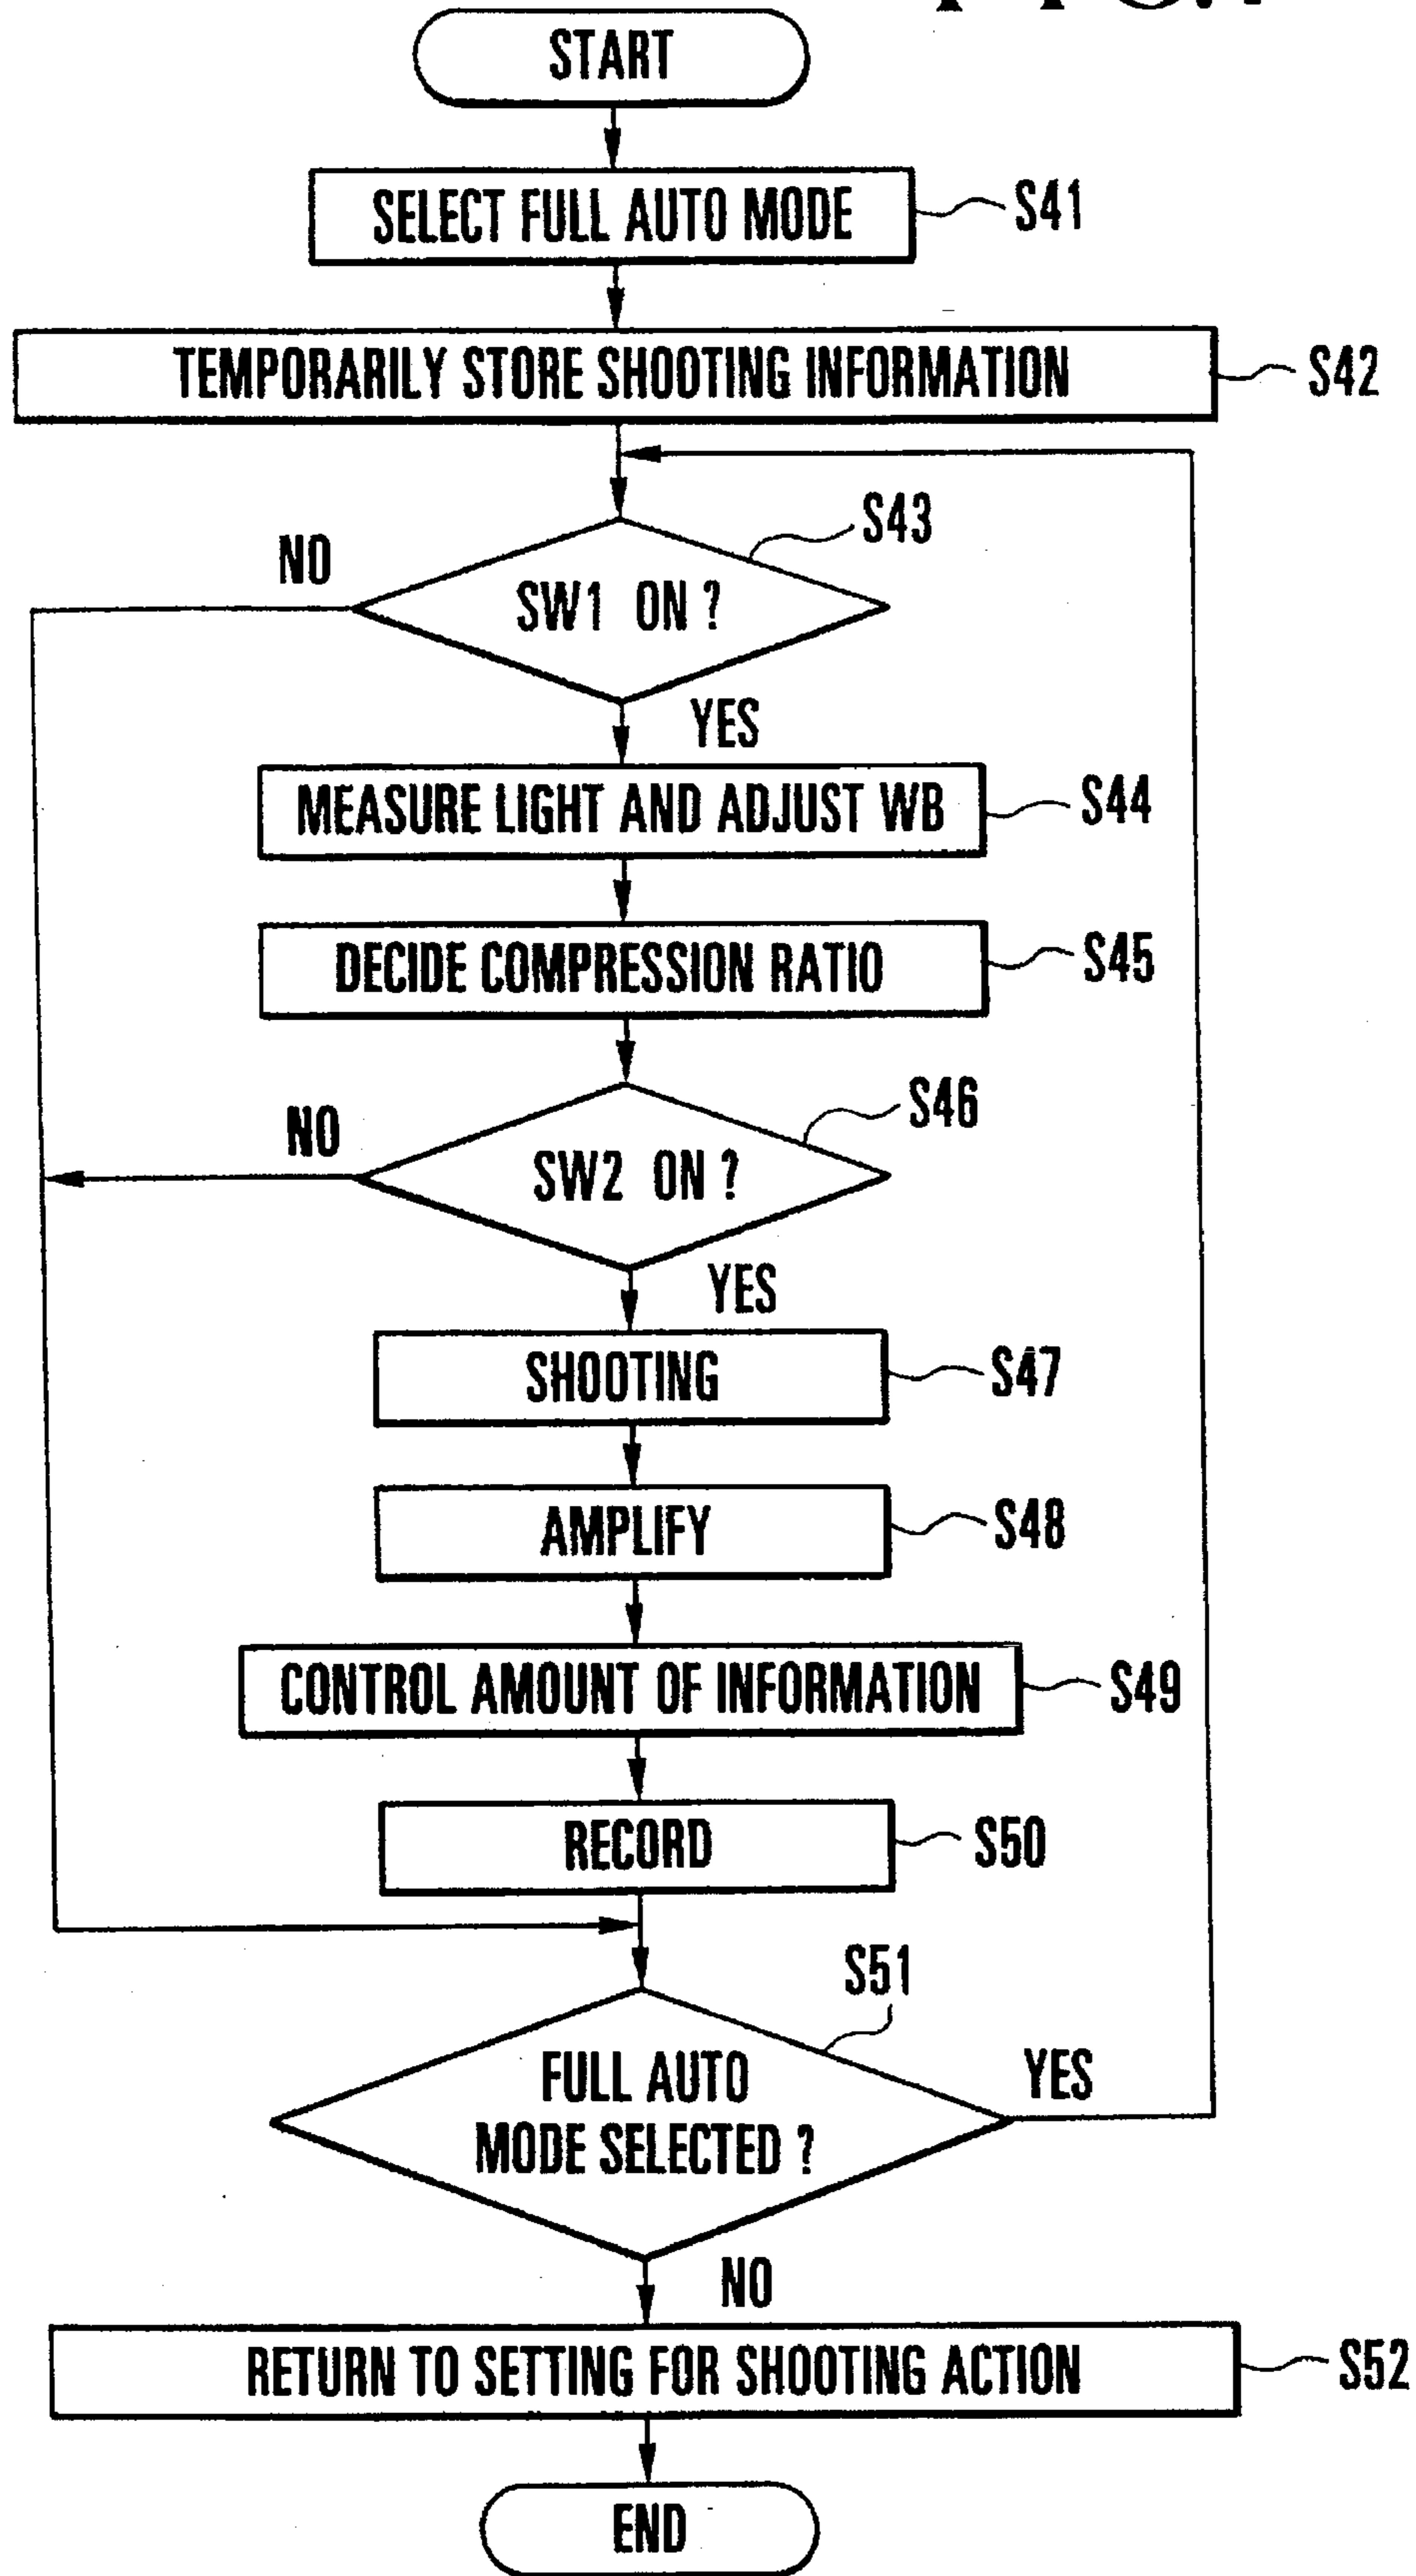 START
SELECT FULL AUTO MODE
S41
TEMPORARILY STORE SHOOTING INFORMATION
S42
S43
NO
SW1 ON ?
YES
MEASURE LIGHT AND ADJUST WB
S44
DECIDE COMPRESSION RATIO
S45
S46
NO
SW2 ON ?
YES
SHOOTING
S47
AMPLIFY
S48
CONTROL AMOUNT OF INFORMATION
S49
RECORD
S50
S51
FULL AUTO
MODE SELECTED ?
YES
NO
RETURN TO SETTING FOR SHOOTING ACTION
S52
END